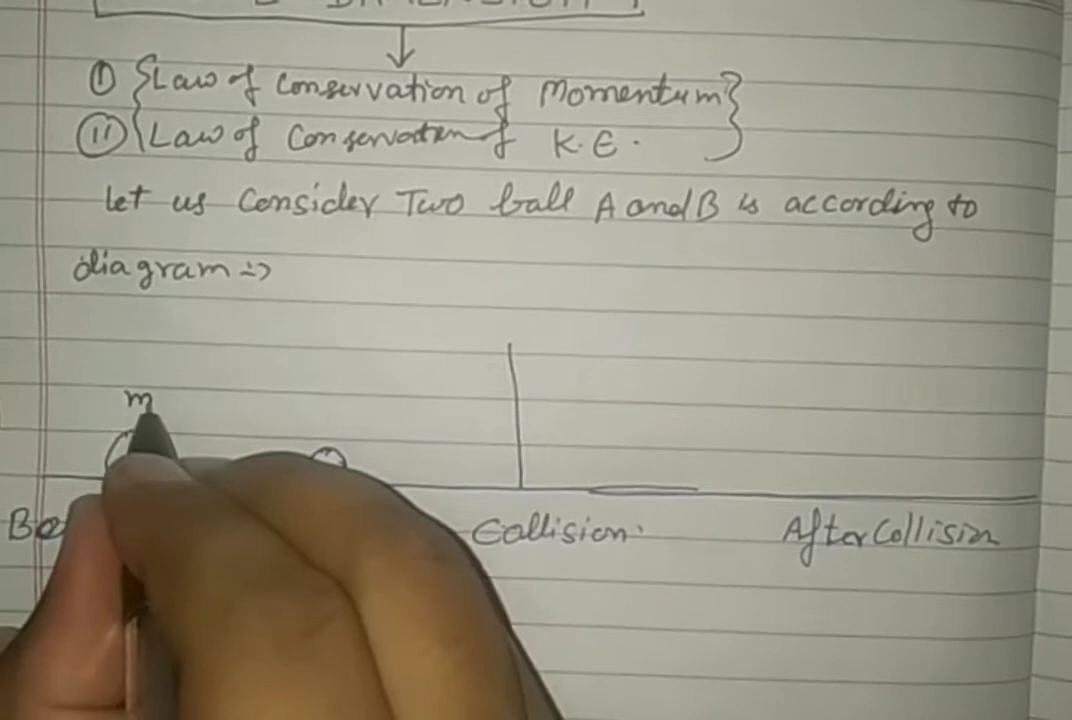 ① {Law of Conservation of Momentum}
⑪ {Law of Conservation of K.E.}
let us Consider Two ball A and B is according to
diagram =>
m
Collision.
After Collision